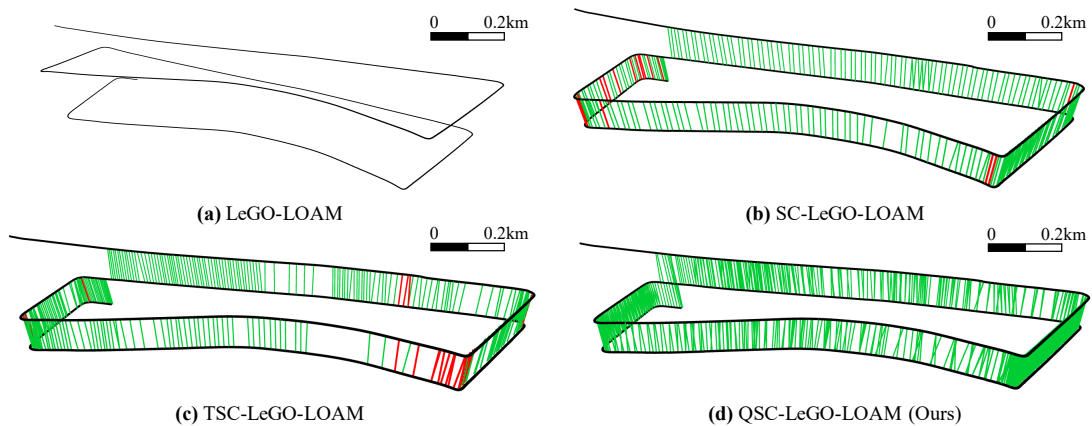 0 0.2km
0 0.2km
(a) LeGO-LOAM
(b) SC-LeGO-LOAM
0 0.2km
0 0.2km
(c) TSC-LeGO-LOAM
(d) QSC-LeGO-LOAM (Ours)